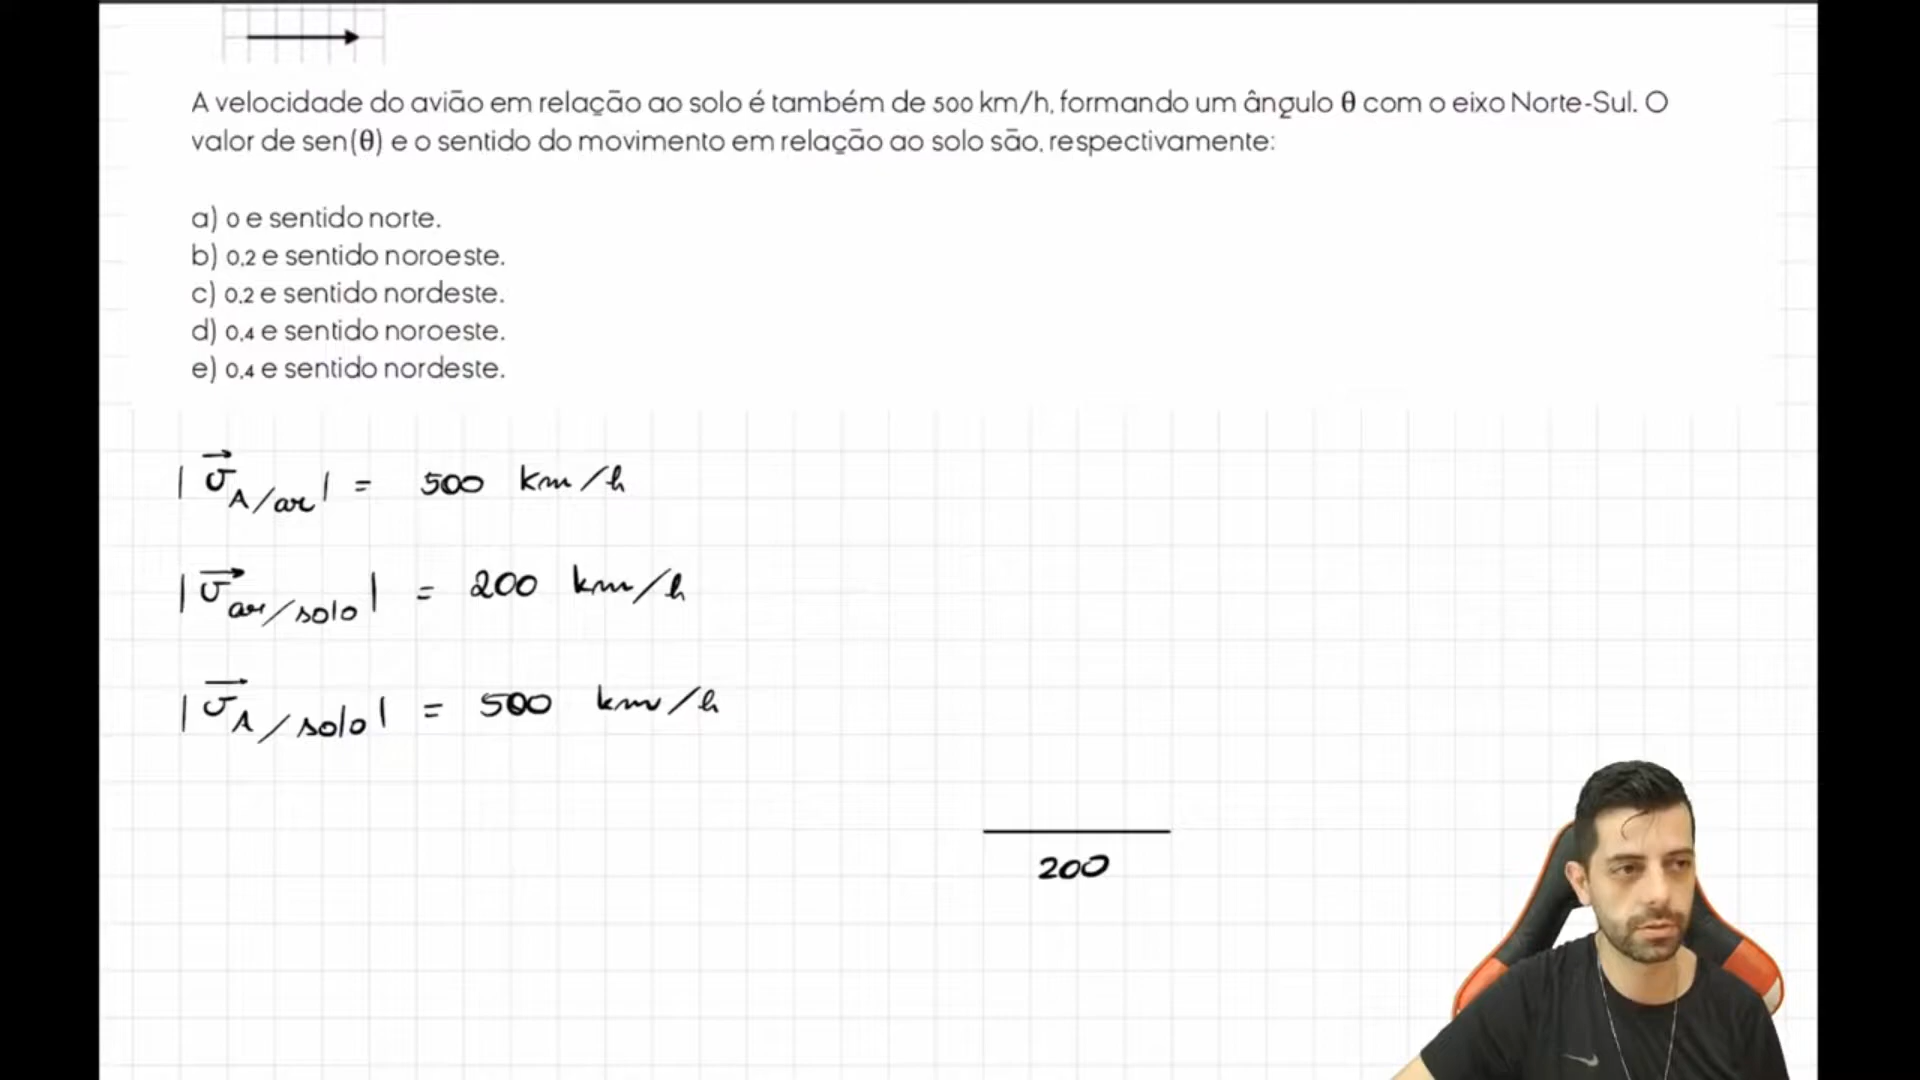 A velocidade do avião em relação ao solo é também de 500 km/h, formando um ângulo θ com o eixo Norte-Sul. O
valor de sen(θ) e o sentido do movimento em relação ao solo são, respectivamente:
a) 0 e sentido norte.
b) 0,2 e sentido noroeste.
c) 0,2 e sentido nordeste.
d) 0,4 e sentido noroeste.
e) 0,4 e sentido nordeste.
|v⃗A/ar| = 500 km/h
|v⃗ar/solo| = 200 km/h
|v⃗A/solo| = 500 km/h
200